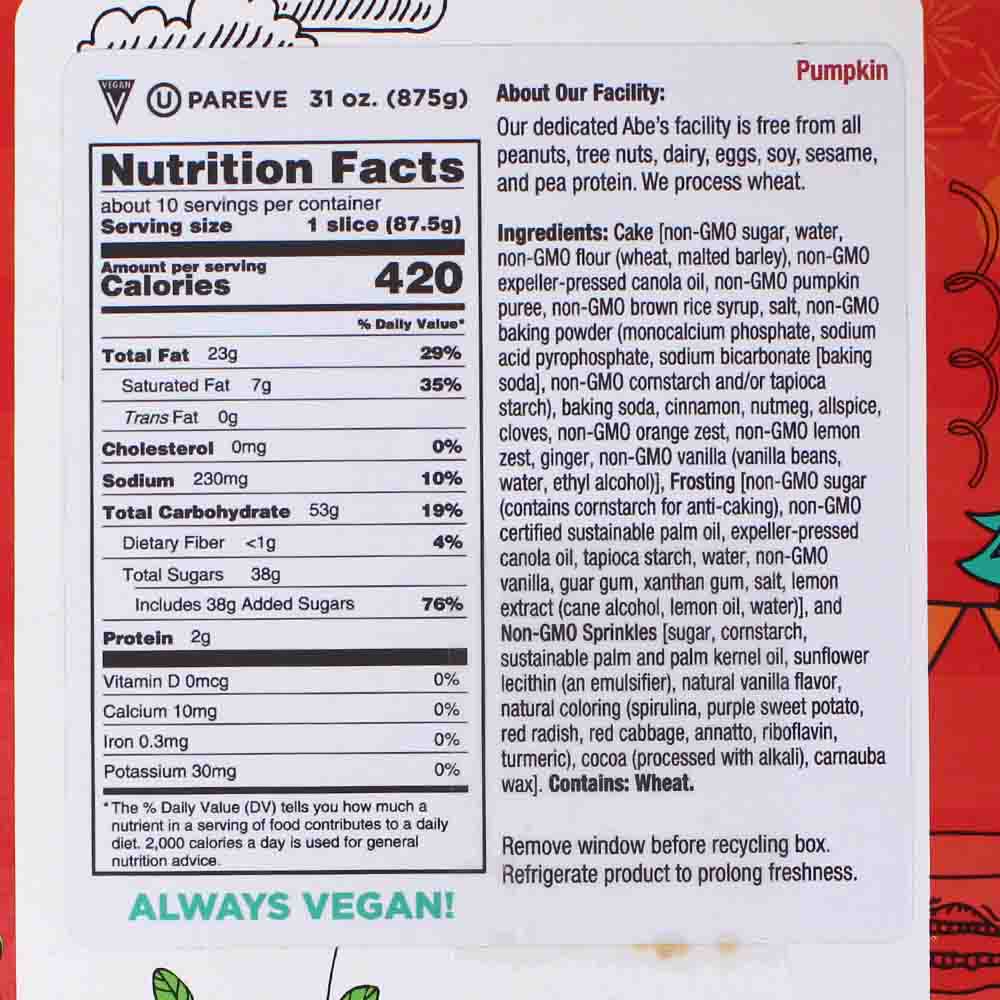 Pumpkin
VEGAN
V
U PAREVE 31 oz. (875g)
Nutrition Facts
about 10 servings per container
Serving size 1 slice (87.5g)
Amount per serving
Calories 420
% Daily Value*
Total Fat 23g 29%
Saturated Fat 7g 35%
Trans Fat 0g
Cholesterol 0mg 0%
Sodium 230mg 10%
Total Carbohydrate 53g 19%
Dietary Fiber <1g 4%
Total Sugars 38g
Includes 38g Added Sugars 76%
Protein 2g
Vitamin D 0mcg 0%
Calcium 10mg 0%
Iron 0.3mg 0%
Potassium 30mg 0%
*The % Daily Value (DV) tells you how much a
nutrient in a serving of food contributes to a daily
diet. 2,000 calories a day is used for general
nutrition advice.
ALWAYS VEGAN!
About Our Facility:
Our dedicated Abe's facility is free from all
peanuts, tree nuts, dairy, eggs, soy, sesame,
and pea protein. We process wheat.
Ingredients: Cake [non-GMO sugar, water,
non-GMO flour (wheat, malted barley), non-GMO
expeller-pressed canola oil, non-GMO pumpkin
puree, non-GMO brown rice syrup, salt, non-GMO
baking powder (monocalcium phosphate, sodium
acid pyrophosphate, sodium bicarbonate [baking
soda], non-GMO cornstarch and/or tapioca
starch), baking soda, cinnamon, nutmeg, allspice,
cloves, non-GMO orange zest, non-GMO lemon
zest, ginger, non-GMO vanilla (vanilla beans,
water, ethyl alcohol)], Frosting [non-GMO sugar
(contains cornstarch for anti-caking), non-GMO
certified sustainable palm oil, expeller-pressed
canola oil, tapioca starch, water, non-GMO
vanilla, guar gum, xanthan gum, salt, lemon
extract (cane alcohol, lemon oil, water)], and
Non-GMO Sprinkles [sugar, cornstarch,
sustainable palm and palm kernel oil, sunflower
lecithin (an emulsifier), natural vanilla flavor,
natural coloring (spirulina, purple sweet potato,
red radish, red cabbage, annatto, riboflavin,
turmeric), cocoa (processed with alkali), carnauba
wax]. Contains: Wheat.
Remove window before recycling box.
Refrigerate product to prolong freshness.